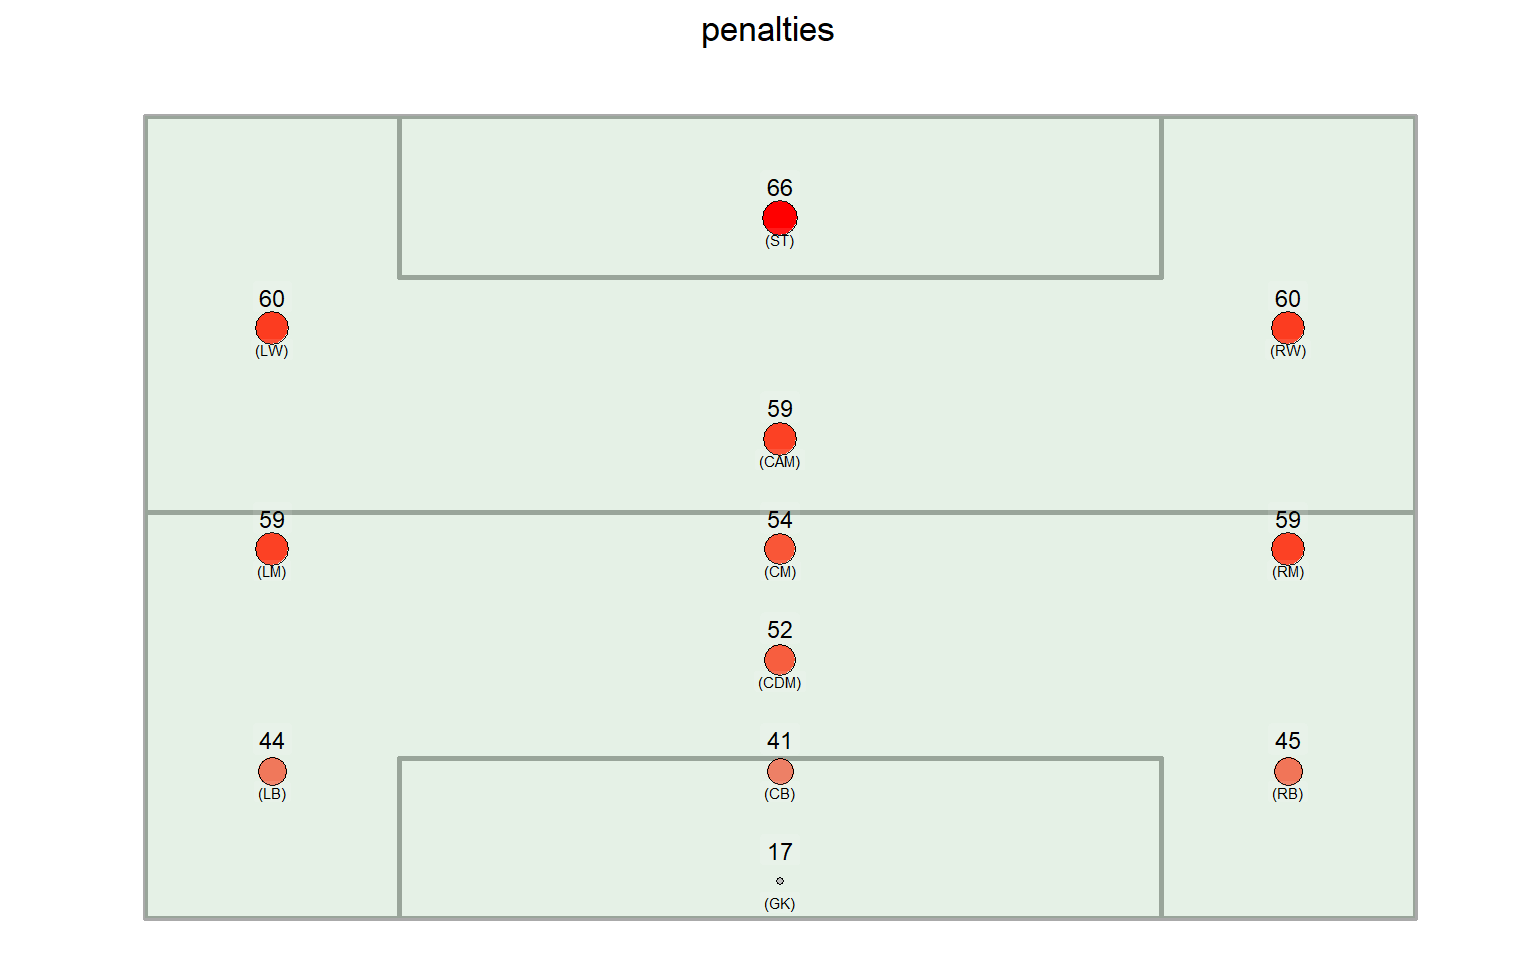 penalties
66
(ST)
60 60
(LW) (RW)
59
(CAM)
59 54 59
(LM) (CM) (RM)
52
(CDM)
44 41 45
(LB) (CB) (RB)
17
(GK)